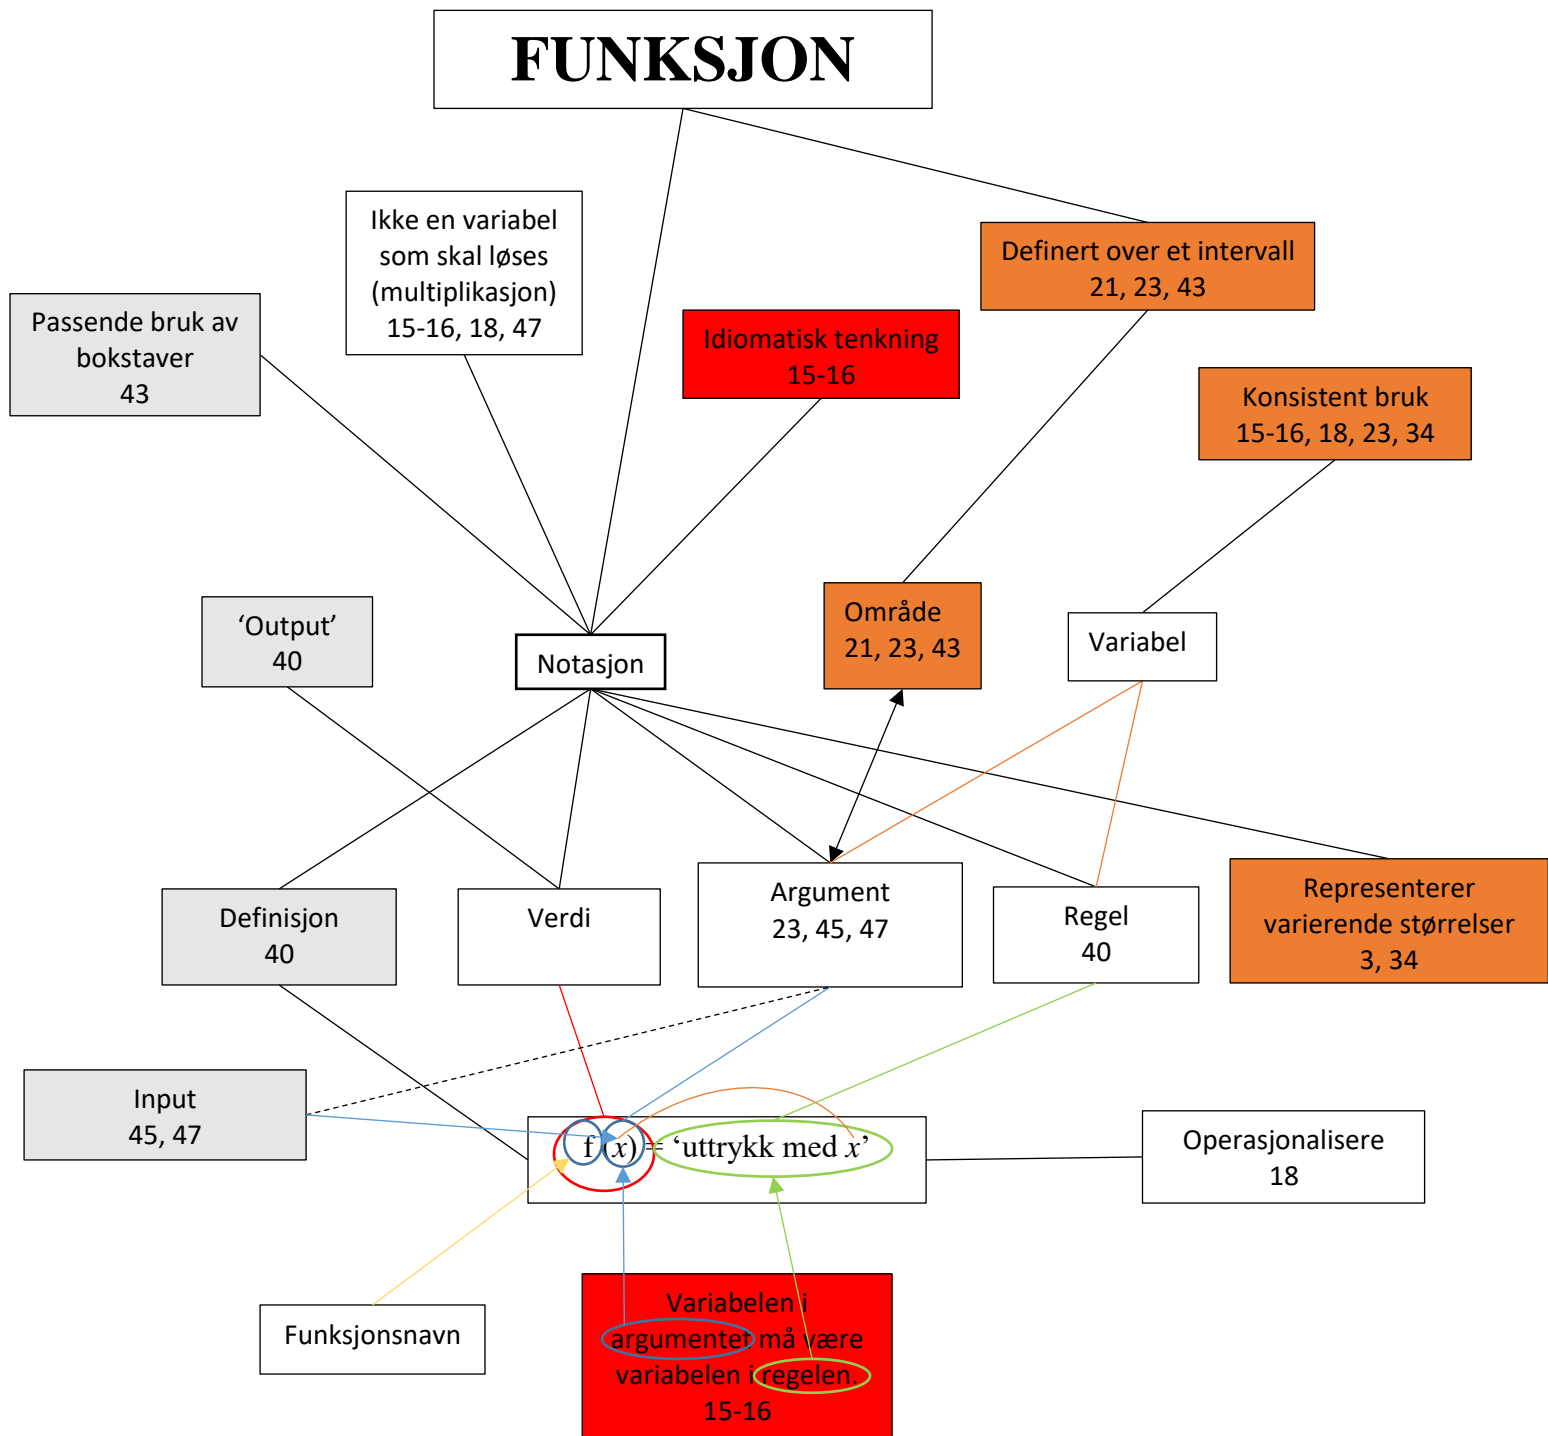 FUNKSJON
Ikke en variabel
som skal løses
(multiplikasjon)
15-16, 18, 47
Definert over et intervall
21, 23, 43
Passende bruk av
bokstaver
43
Idiomatisk tenkning
15-16
Konsistent bruk
15-16, 18, 23, 34
‘Output’
40
Notasjon
Område
21, 23, 43
Variabel
Definisjon
40
Verdi
Argument
23, 45, 47
Regel
40
Representerer
varierende størrelser
3, 34
Input
45, 47
f (x) = ‘uttrykk med x’
Operasjonalisere
18
Funksjonsnavn
Variabelen i
argumentet må være
variabelen i regelen.
15-16